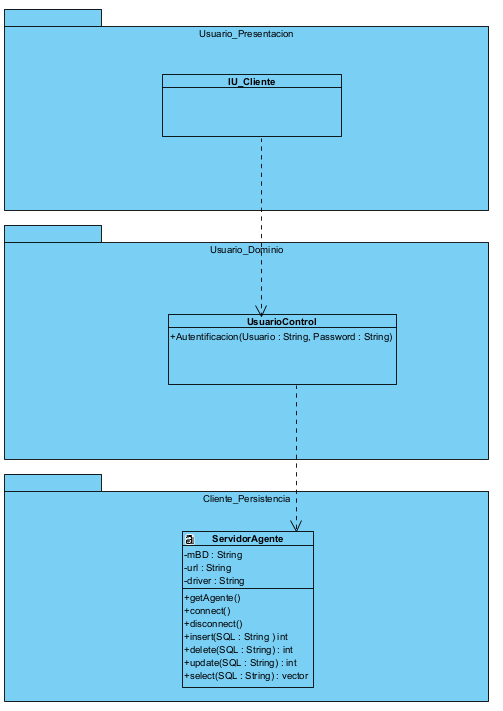 Usuario_Presentacion
IU_Cliente
Usuario_Dominio
UsuarioControl
+Autentificacion(Usuario : String, Password : String)
Cliente_Persistencia
a
ServidorAgente
-mBD : String
-url : String
-driver : String
+getAgente()
+connect()
+disconnect()
+insert(SQL : String ) int
+delete(SQL : String) : int
+update(SQL : String) : int
+select(SQL : String) : vector